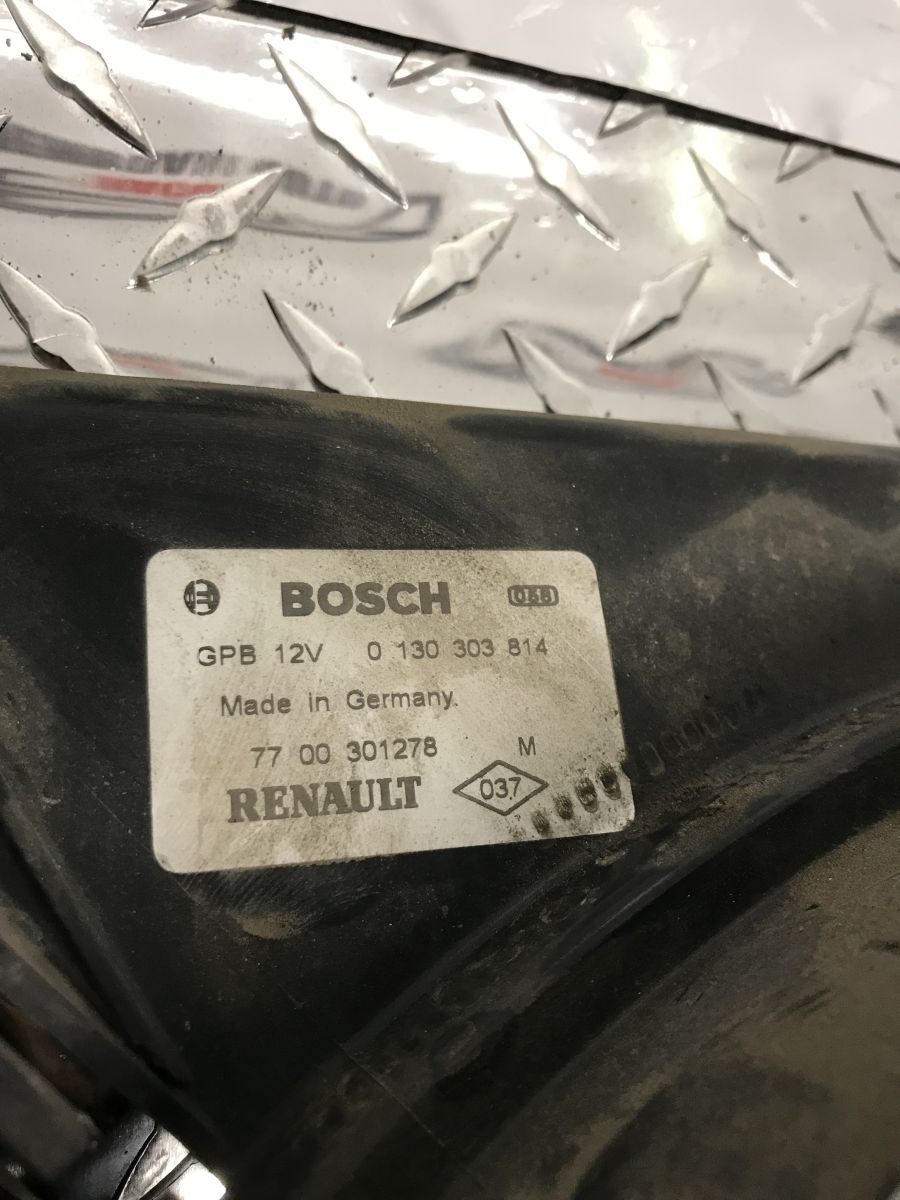 BOSCH
GPB 12V 0 130 303 814
Made in Germany.
77 00 301278 M
RENAULT 037